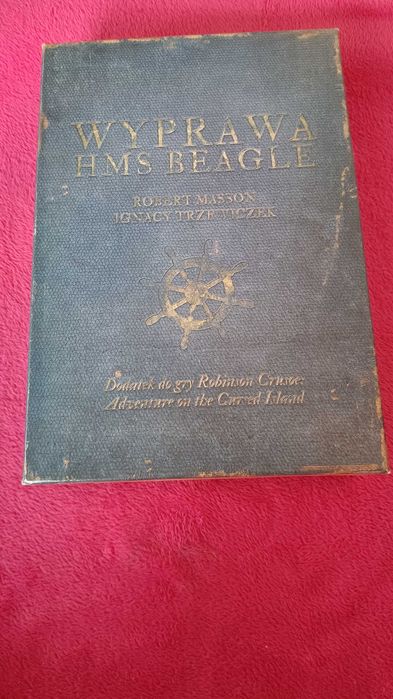 WYPRAWA
HMS BEAGLE
ROBERT MASSON
IGNACY TRZEWICZEK
Dodatek do gry Robinson Crusoe:
Adventure on the Cursed Island